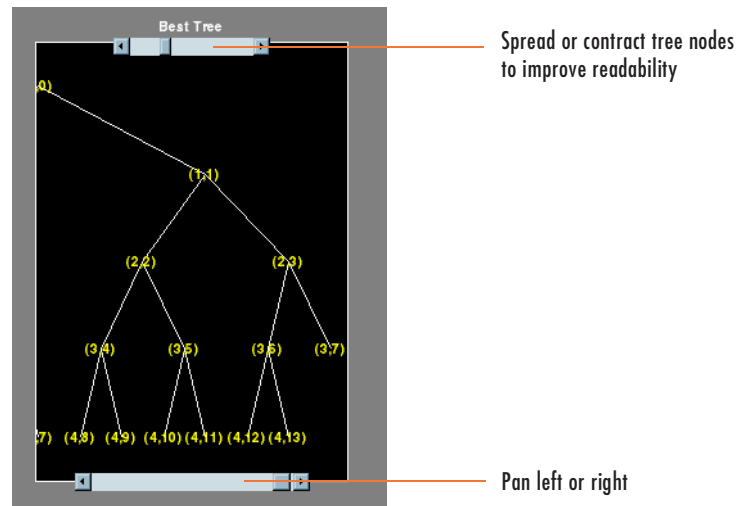 Best Tree
Spread or contract tree nodes
to improve readability
,0)
(1,1)
(2,2) (2,3)
(3,4) (3,5) (3,6) (3,7)
,7) (4,8) (4,9) (4,10) (4,11) (4,12) (4,13)
Pan left or right